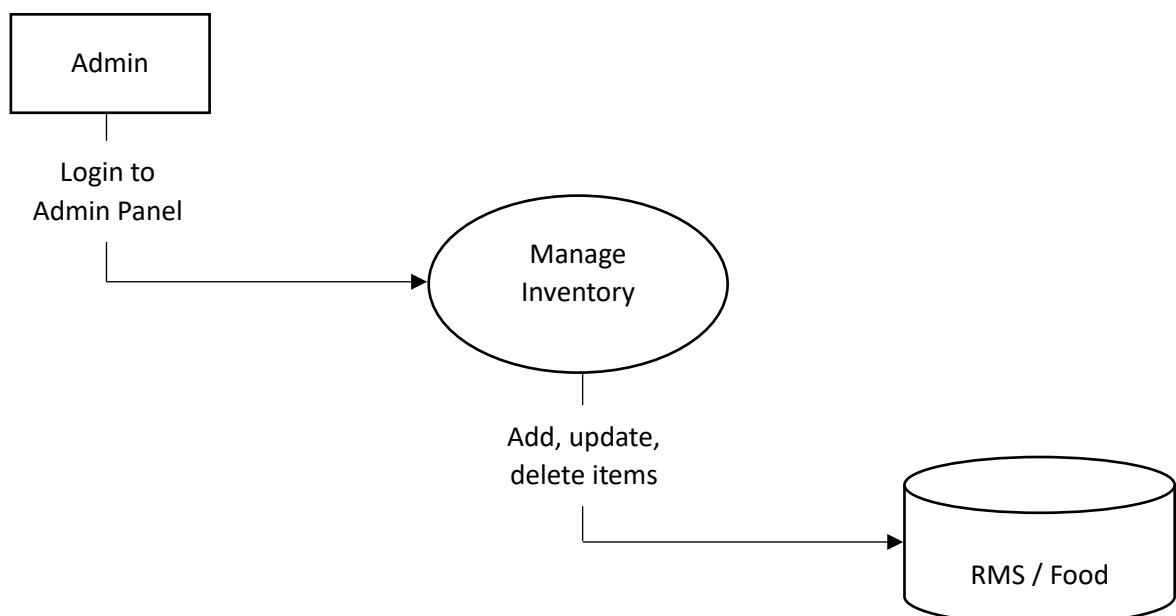 Admin
Login to
Admin Panel
Manage
Inventory
Add, update,
delete items
RMS / Food